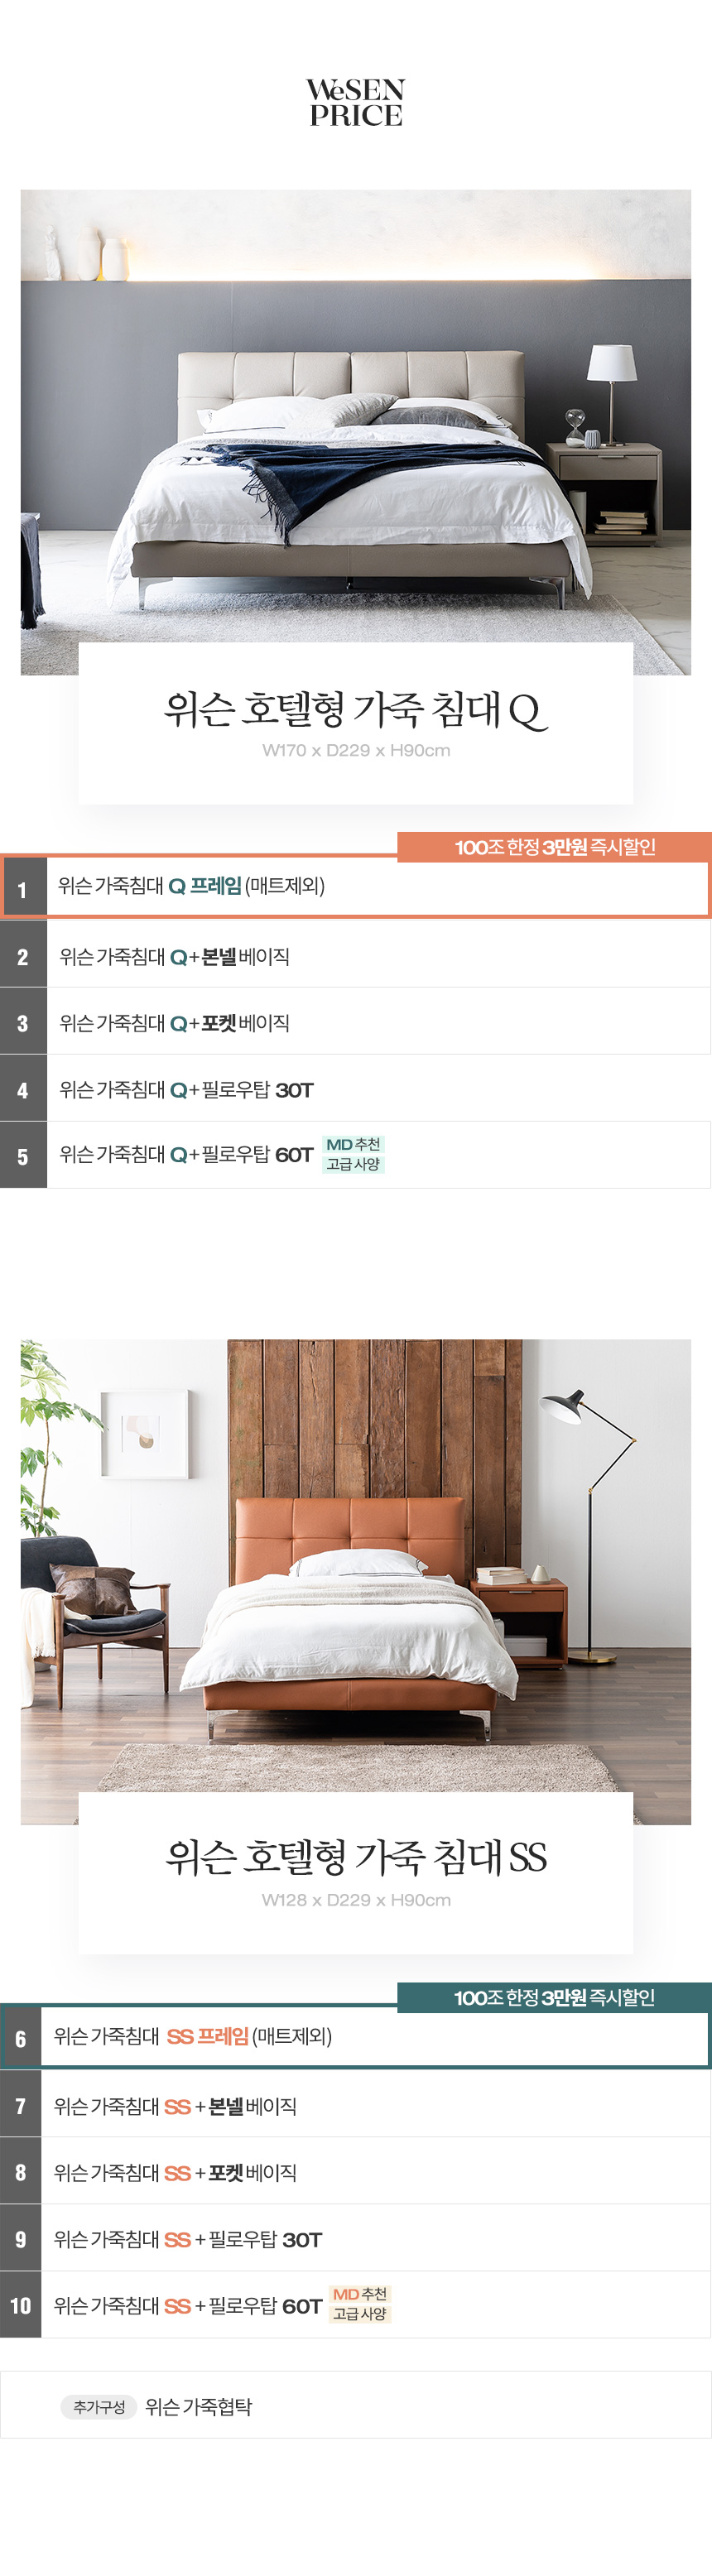 WeSEN
PRICE
위슨 호텔형 가죽 침대 Q
W170 x D229 x H90cm
100조 한정 3만원 즉시할인
1 위슨 가죽침대 Q 프레임 (매트제외)
2 위슨 가죽침대 Q + 본넬 베이직
3 위슨 가죽침대 Q + 포켓 베이직
4 위슨 가죽침대 Q + 필로우탑 30T
5 위슨 가죽침대 Q + 필로우탑 60T MD 추천
고급 사양
위슨 호텔형 가죽 침대 SS
W128 x D229 x H90cm
100조 한정 3만원 즉시할인
6 위슨 가죽침대 SS 프레임 (매트제외)
7 위슨 가죽침대 SS + 본넬 베이직
8 위슨 가죽침대 SS + 포켓 베이직
9 위슨 가죽침대 SS + 필로우탑 30T
10 위슨 가죽침대 SS + 필로우탑 60T MD 추천
고급 사양
추가구성 위슨 가죽협탁